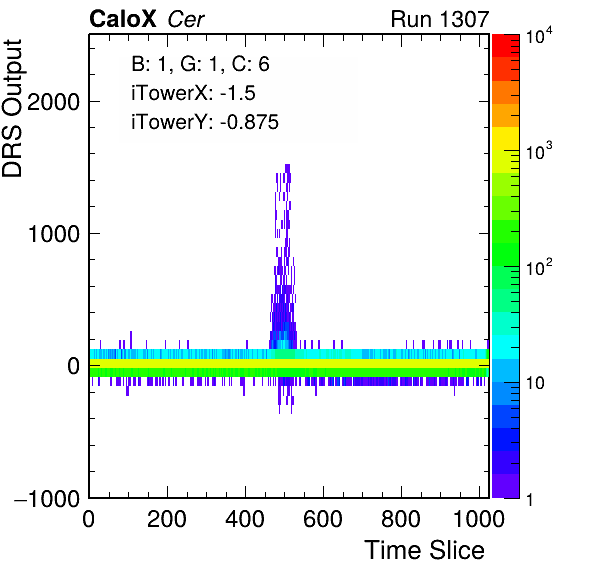 CaloX Cer Run 1307
B: 1, G: 1, C: 6
iTowerX: -1.5
iTowerY: -0.875
DRS Output
2000
1000
0
−1000
0 200 400 600 800 1000
Time Slice
10^4
10^3
10^2
10
1